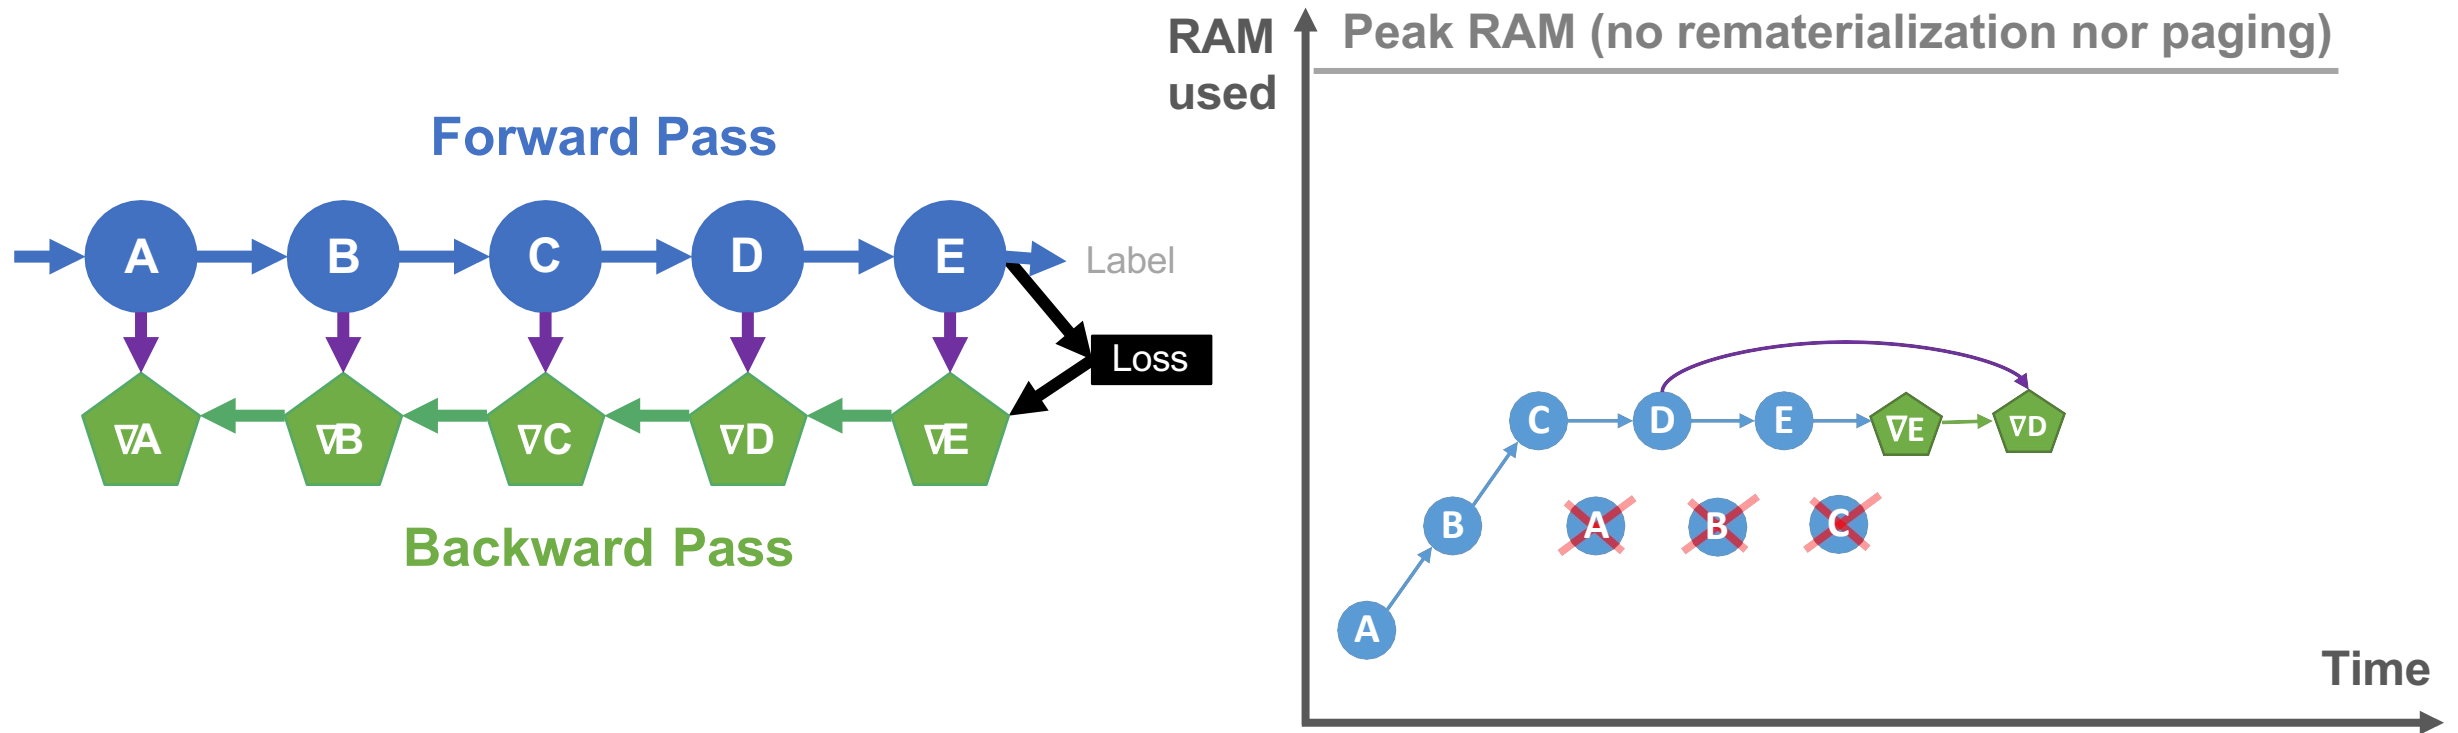 Forward Pass
A
B
C
D
E
Label
Loss
∇A
∇B
∇C
∇D
∇E
Backward Pass
RAM
used
Peak RAM (no rematerialization nor paging)
C
D
E
∇E
∇D
B
A
B
C
A
Time